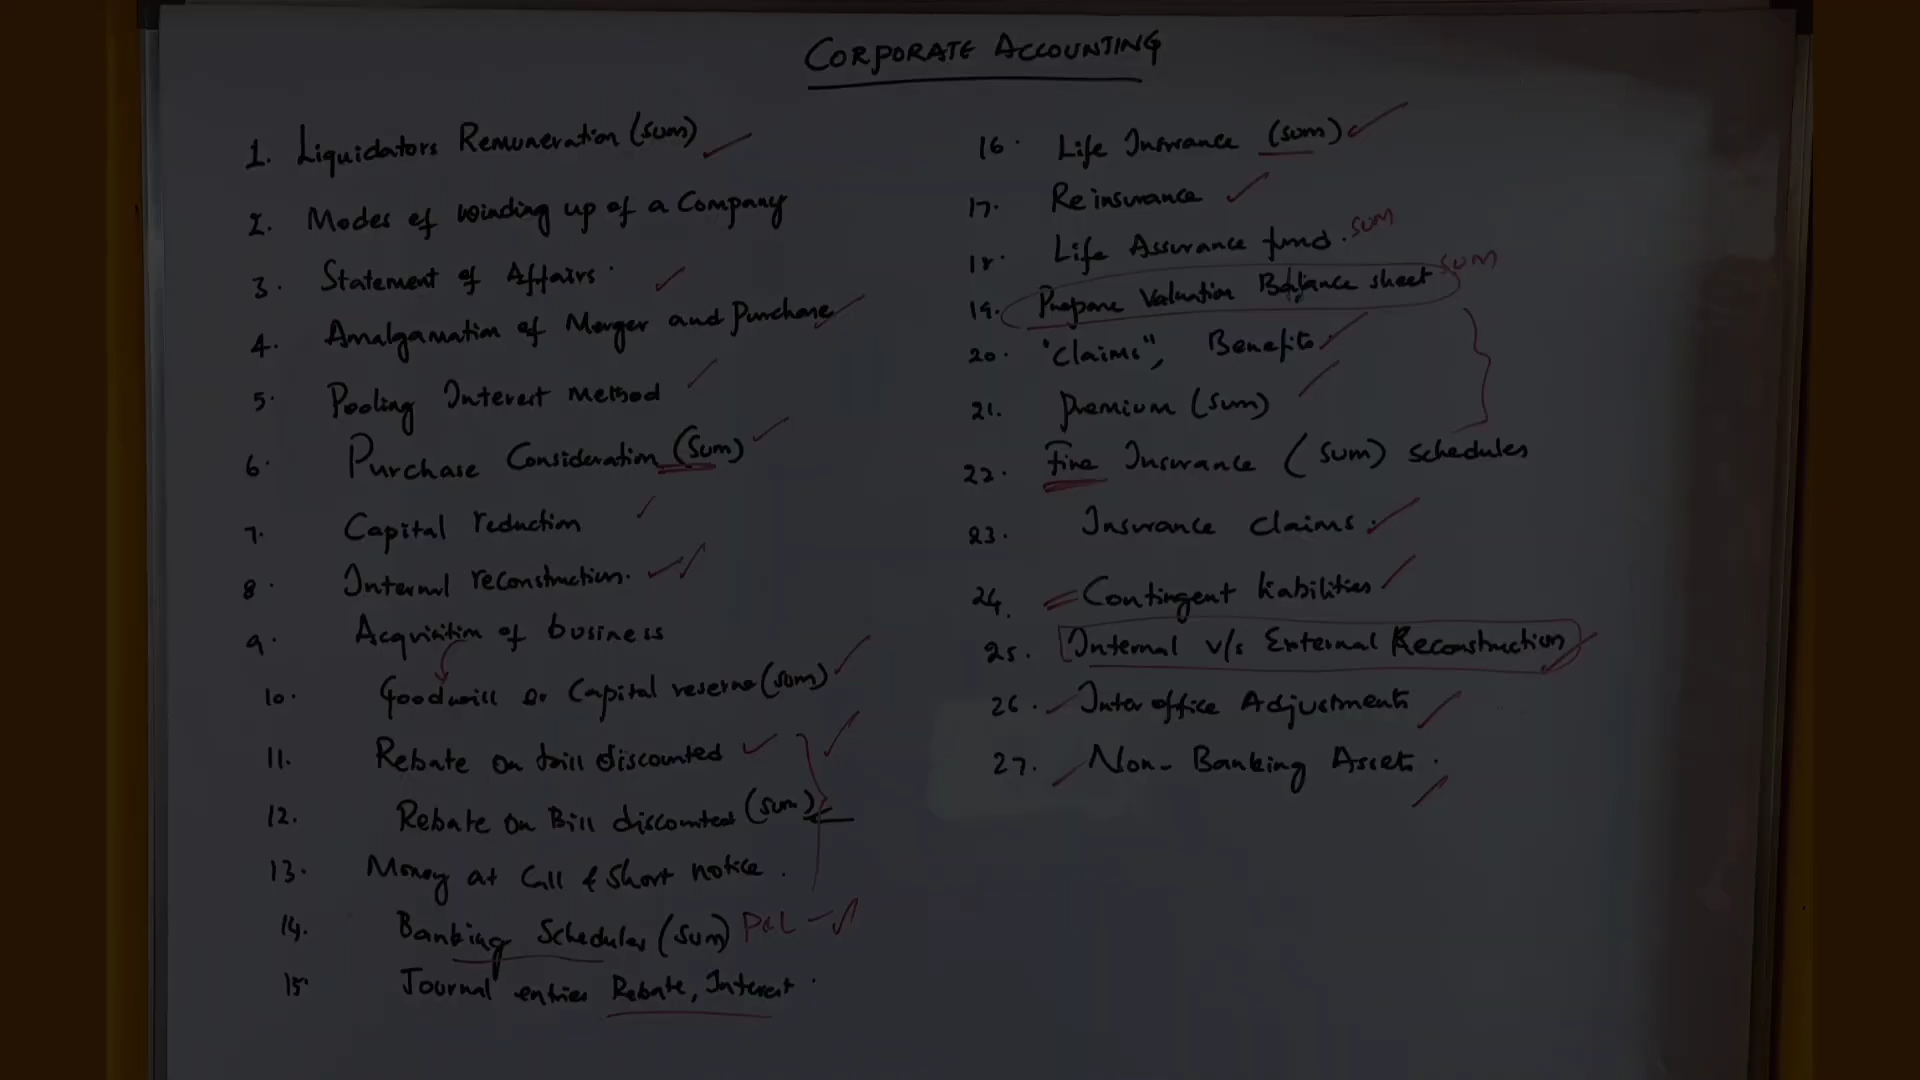 CORPORATE ACCOUNTING
1. Liquidators Remuneration (sum)
2. Modes of winding up of a Company
3. Statement of Affairs
4. Amalgamation of Merger and Purchase
5. Pooling Interest method
6. Purchase Consideration (Sum)
7. Capital reduction
8. Internal reconstruction.
9. Acquisition of business
10. Goodwill or Capital reserve (sum)
11. Rebate on bill discounted
12. Rebate on Bill discounted (sum)
13. Money at Call & Short notice.
14. Banking Schedules (sum) P&L
15. Journal entries Rebate, Interest.
16. Life Insurance (sum)
17. Reinsurance
18. Life Assurance fund. sum
19. Prepare Valuation Balance sheet sum
20. "Claims", Benefits
21. Premium (sum)
22. Fire Insurance (sum) schedules
23. Insurance claims.
24. Contingent liabilities
25. Internal v/s External Reconstruction
26. Inter office Adjustments
27. Non-Banking Assets.